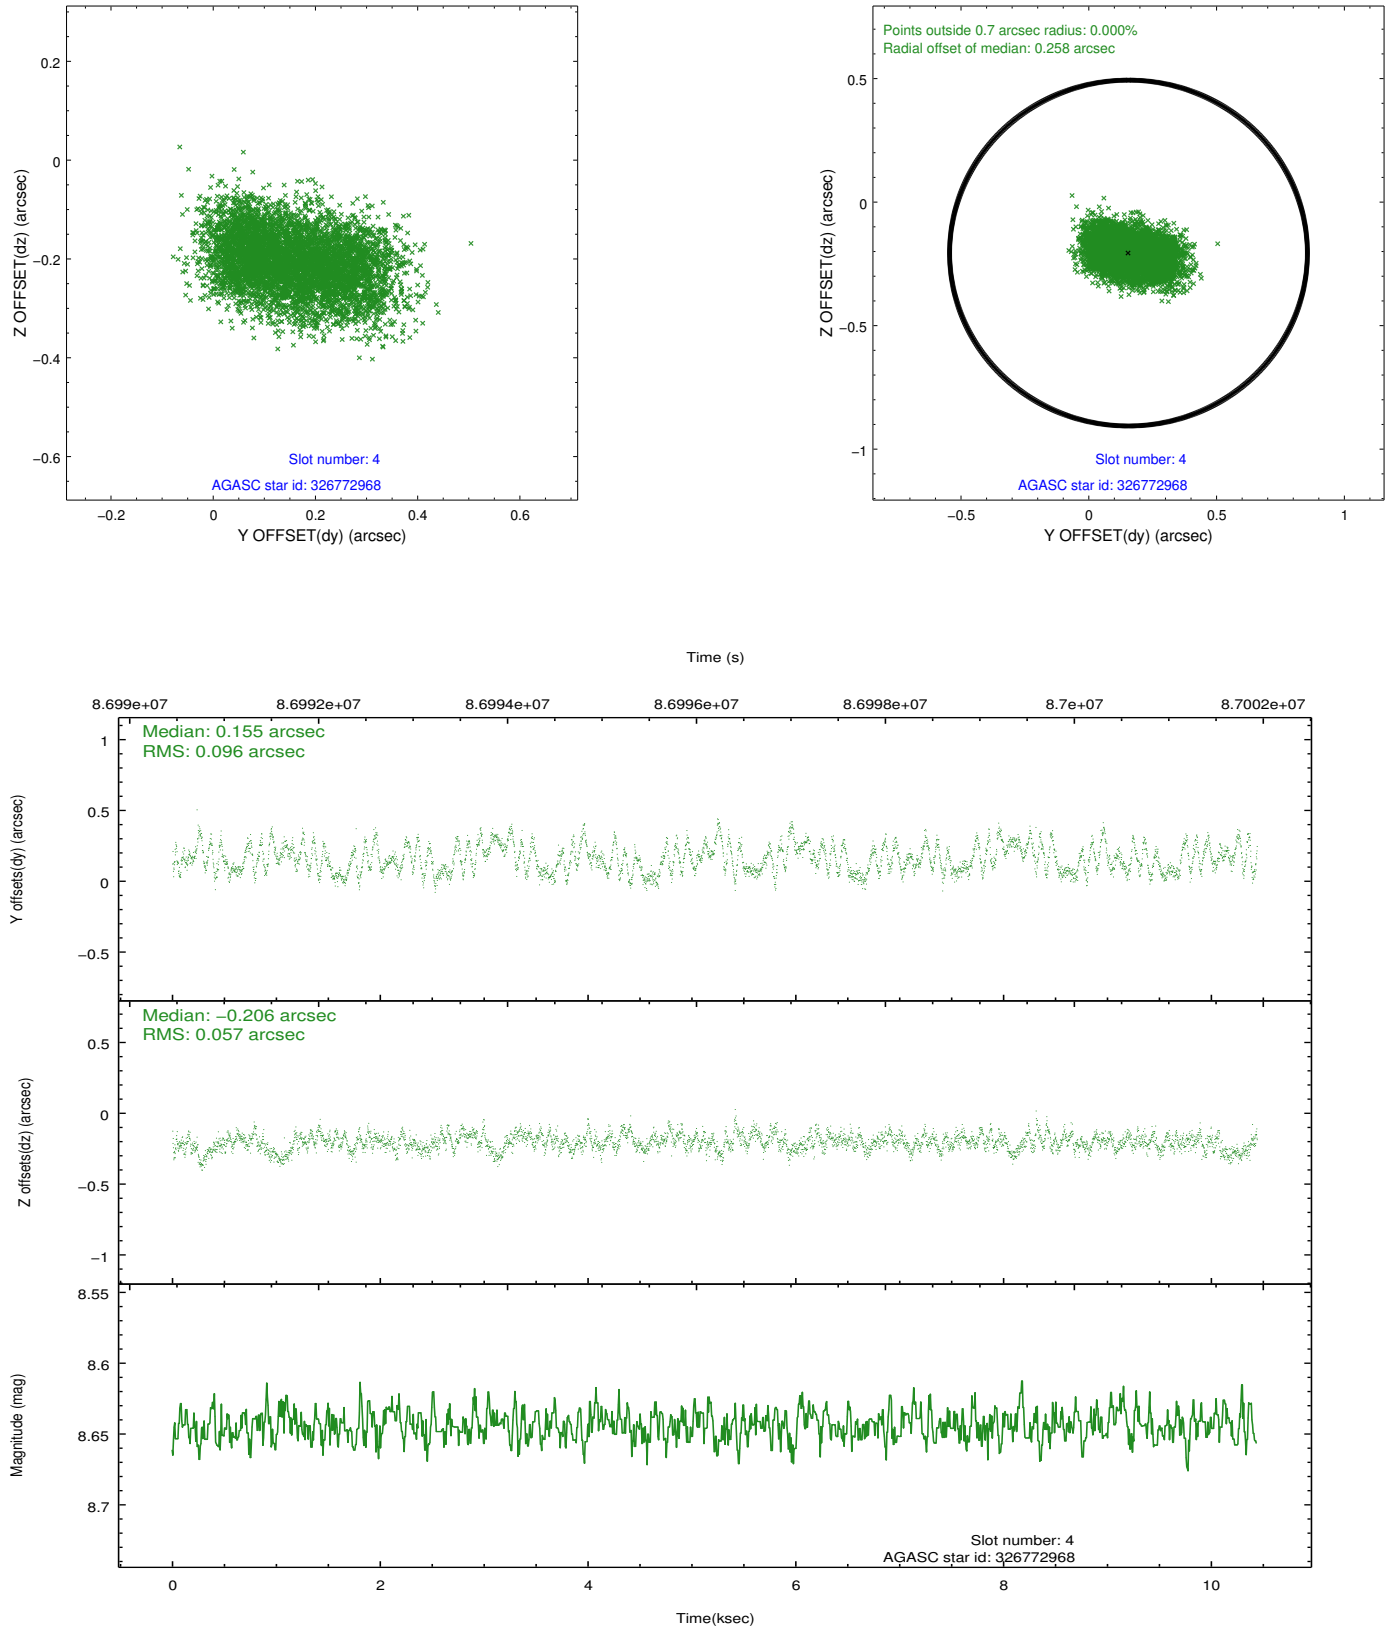 0.2
0
−0.2
−0.4
−0.6
Z OFFSET(dz) (arcsec)
Slot number: 4
AGASC star id: 326772968
−0.2 0 0.2 0.4 0.6
Y OFFSET(dy) (arcsec)
Points outside 0.7 arcsec radius: 0.000%
Radial offset of median: 0.258 arcsec
0.5
0
−0.5
−1
Z OFFSET(dz) (arcsec)
Slot number: 4
AGASC star id: 326772968
−0.5 0 0.5 1
Y OFFSET(dy) (arcsec)
Time (s)
8.699e+07 8.6992e+07 8.6994e+07 8.6996e+07 8.6998e+07 8.7e+07 8.7002e+07
Median: 0.155 arcsec
RMS: 0.096 arcsec
1
0.5
0
−0.5
Y offsets(dy) (arcsec)
Median: −0.206 arcsec
RMS: 0.057 arcsec
0.5
0
−0.5
−1
Z offsets(dz) (arcsec)
8.55
8.6
8.65
8.7
Magnitude (mag)
Slot number: 4
AGASC star id: 326772968
0 2 4 6 8 10
Time(ksec)